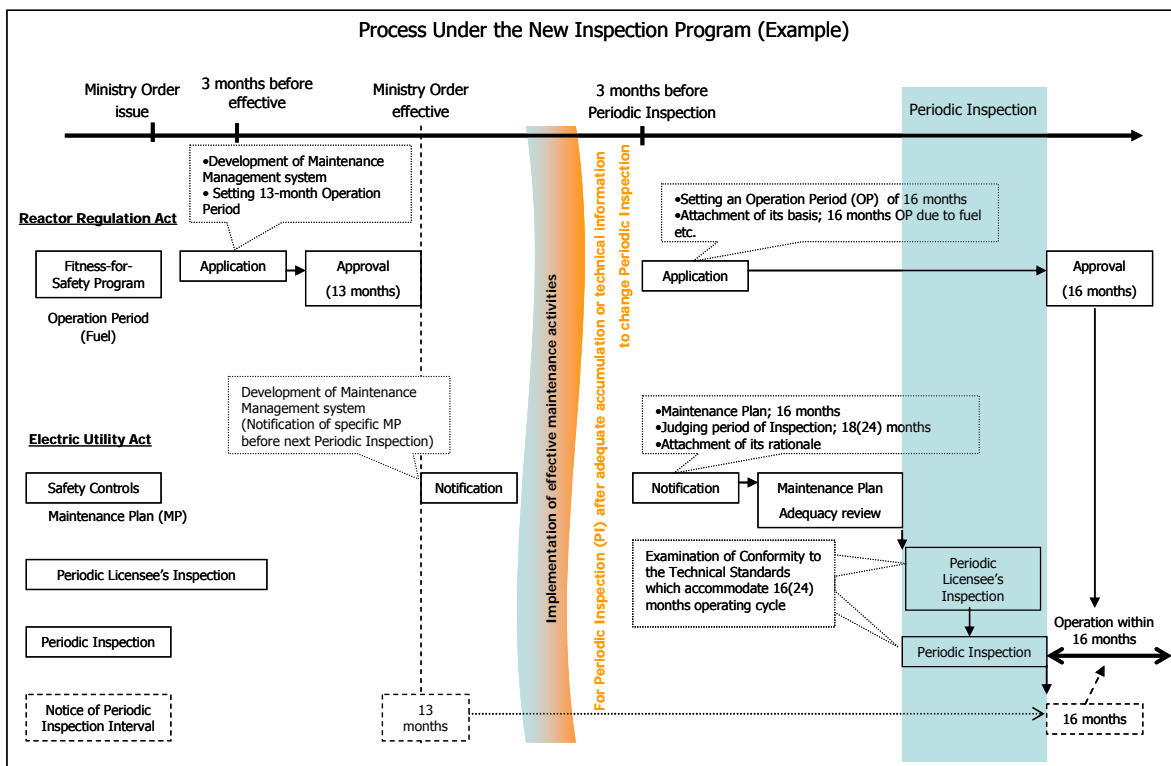 Process Under the New Inspection Program (Example)
Ministry Order
issue
3 months before
effective
Ministry Order
effective
3 months before
Periodic Inspection
Periodic Inspection
•Development of Maintenance
Management system
• Setting 13-month Operation
Period
•Setting an Operation Period (OP) of 16 months
•Attachment of its basis; 16 months OP due to fuel
etc.
Reactor Regulation Act
Fitness-for-
Safety Program
Application
Approval
(13 months)
Application
Approval
(16 months)
Operation Period
(Fuel)
Implementation of effective maintenance activities
For Periodic Inspection (PI) after adequate accumulation or technical information
to change Periodic Inspection
Development of Maintenance
Management system
(Notification of specific MP
before next Periodic Inspection)
•Maintenance Plan; 16 months
•Judging period of Inspection; 18(24) months
•Attachment of its rationale
Electric Utility Act
Safety Controls
Notification
Notification
Maintenance Plan
Adequacy review
Maintenance Plan (MP)
Examination of Conformity to
the Technical Standards
which accommodate 16(24)
months operating cycle
Periodic Licensee's Inspection
Periodic
Licensee's
Inspection
Operation within
16 months
Periodic Inspection
Periodic Inspection
Notice of Periodic
Inspection Interval
13
months
16 months